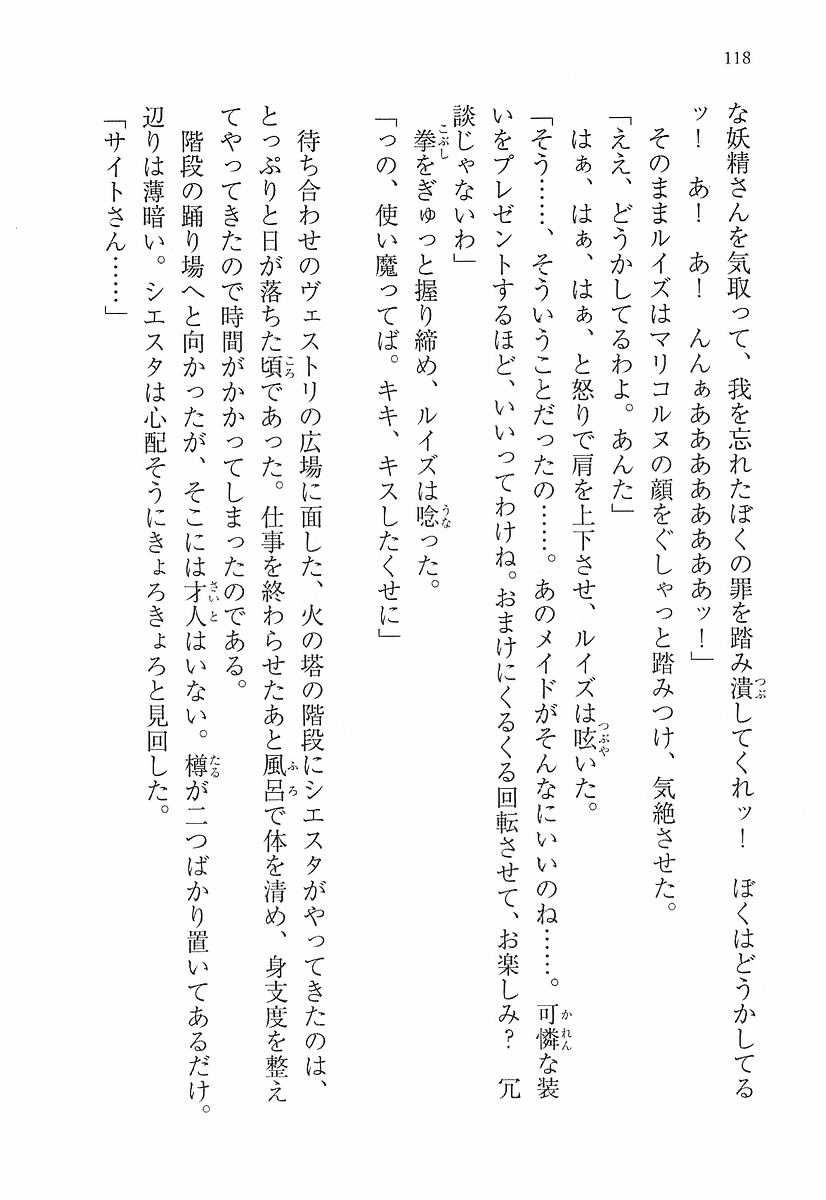 118
な妖精さんを気取って、我を忘れたぼくの罪を踏み潰してくれッ！　ぼくはどうかしてる
ッ！　あ！　あ！　んんぁあああああああッ！」
そのままルイズはマリコルヌの顔をぐしゃっと踏みつけ、気絶させた。
「ええ、どうかしてるわよ。あんた」
はぁ、はぁ、はぁ、と怒りで肩を上下させ、ルイズは呟いた。
「そう……、そういうことだったの……。あのメイドがそんなにいいのね……。可憐な装
いをプレゼントするほど、いいってわけね。おまけにくるくる回転させて、お楽しみ？　冗
談じゃないわ」
拳をぎゅっと握り締め、ルイズは唸った。
「っの、使い魔ってば。キキ、キスしたくせに」
待ち合わせのヴェストリの広場に面した、火の塔の階段にシエスタがやってきたのは、
とっぷりと日が落ちた頃であった。仕事を終わらせたあと風呂で体を清め、身支度を整え
てやってきたので時間がかかってしまったのである。
階段の踊り場へと向かったが、そこには才人はいない。樽が二つばかり置いてあるだけ。
辺りは薄暗い。シエスタは心配そうにきょろきょろと見回した。
「サイトさん……」